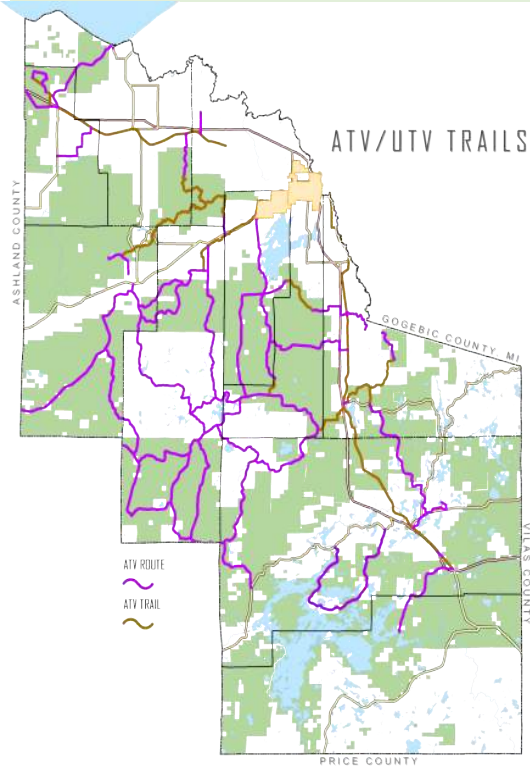 ATV/UTV TRAILS
ASHLAND COUNTY
GOGEBIC COUNTY MI
VILAS COUNTY
ATV ROUTE
ATV TRAIL
PRICE COUNTY